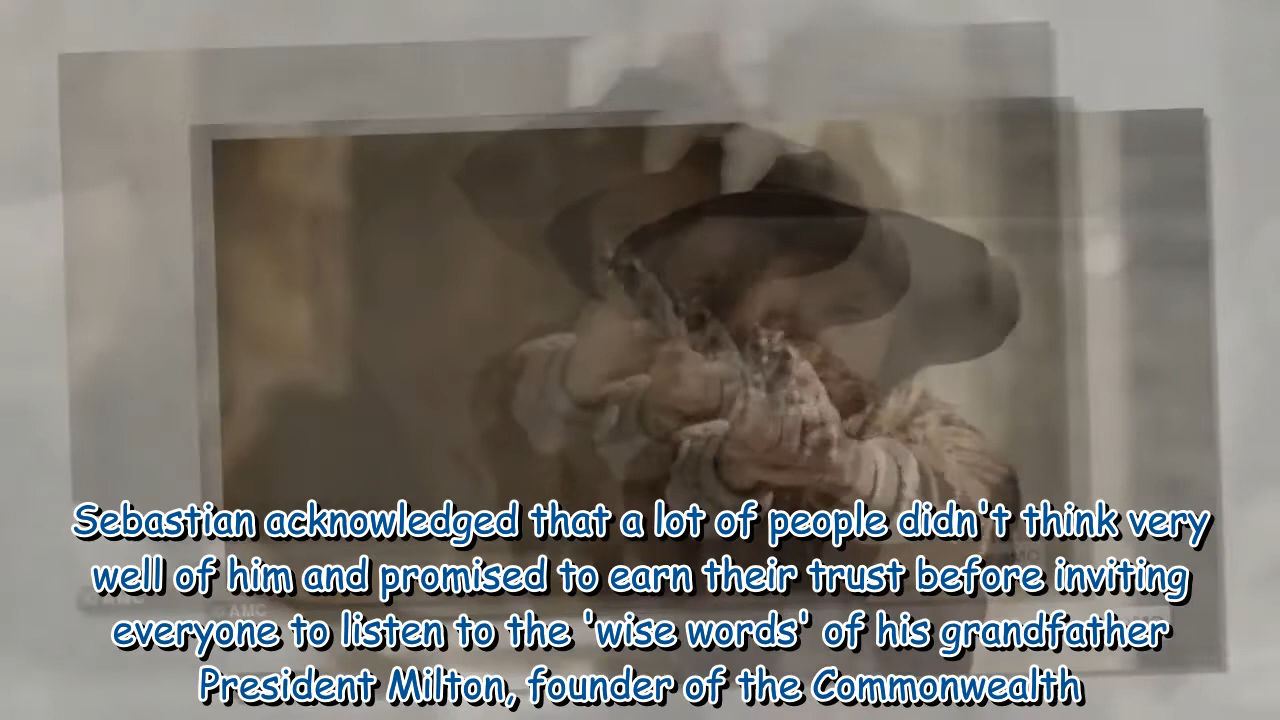 Sebastian acknowledged that a lot of people didn't think very
well of him and promised to earn their trust before inviting
everyone to listen to the 'wise words' of his grandfather
President Milton, founder of the Commonwealth
AMC